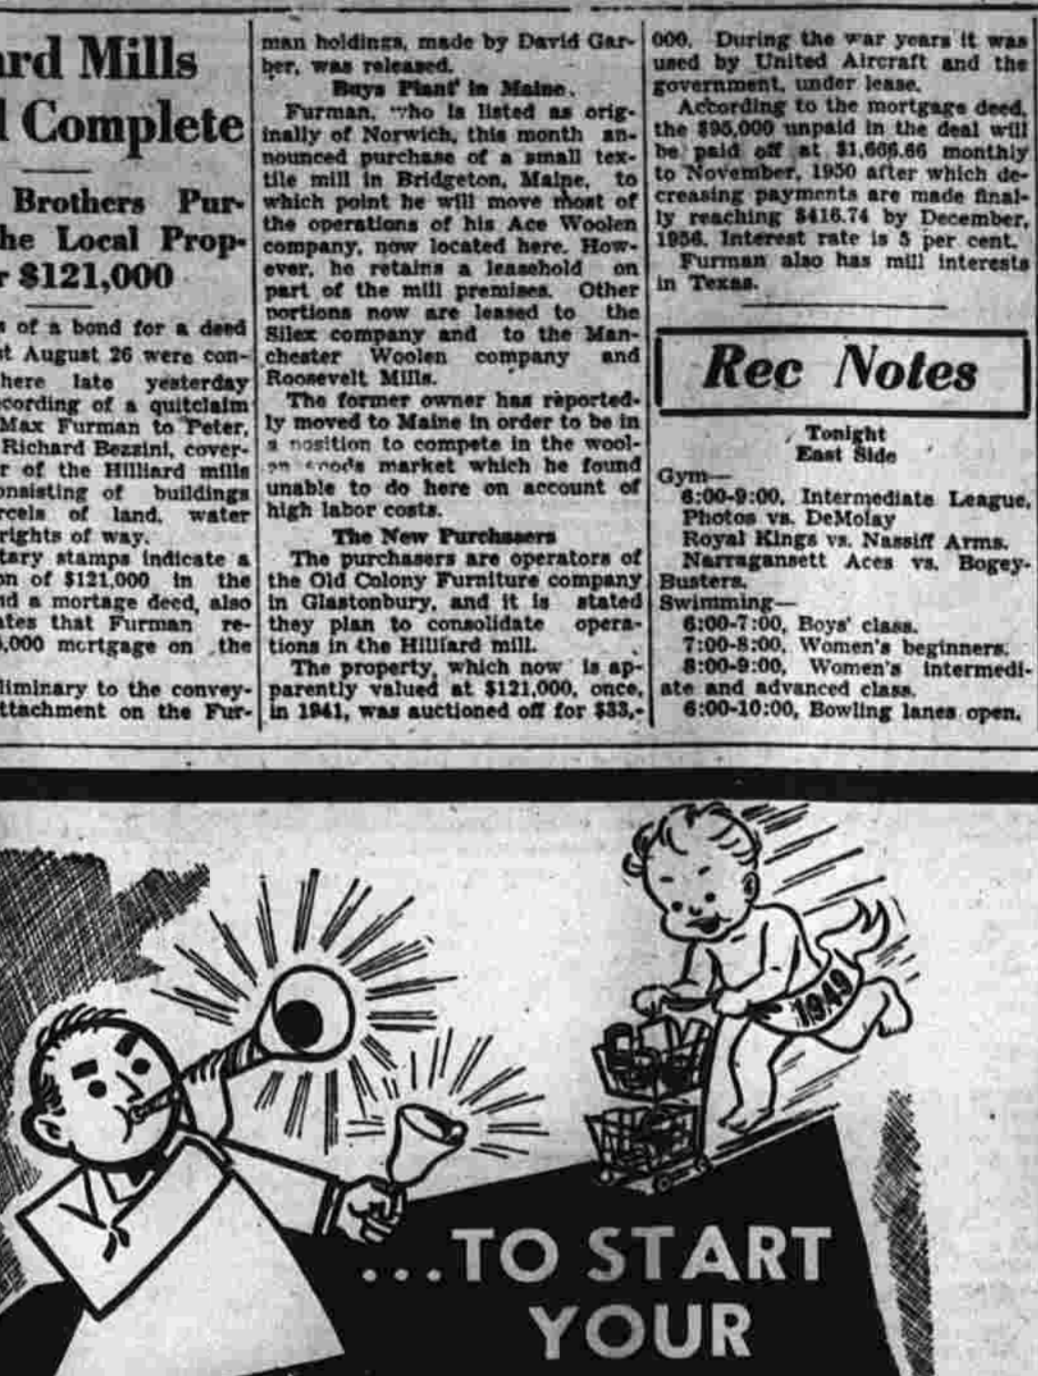 ard Mills
Complete
Brothers Pur-
he Local Prop-
r $121,000
s of a bond for a deed
st August 26 were con-
here late yesterday
cording of a quitclaim
Max Furman to Peter,
Richard Bezzini, cover-
r of the Hilliard mills
onsisting of buildings
rcels of land, water
rights of way.
tary stamps indicate a
on of $121,000 in the
nd a mortage deed, also
ates that Furman re-
,000 mortgage on the
liminary to the convey-
ttachment on the Fur-
man holdings, made by David Gar-
ber, was released.
Buys Plant in Maine.
Furman, who is listed as orig-
inally of Norwich, this month an-
nounced purchase of a small tex-
tile mill in Bridgeton, Maine, to
which point he will move most of
the operations of his Ace Woolen
company, now located here. How-
ever, he retains a leasehold on
part of the mill premises. Other
portions now are leased to the
Silex company and to the Man-
chester Woolen company and
Roosevelt Mills.
The former owner has reported-
ly moved to Maine in order to be in
a position to compete in the wool-
en goods market which he found
unable to do here on account of
high labor costs.
The New Purchasers
The purchasers are operators of
the Old Colony Furniture company
in Glastonbury, and it is stated
they plan to consolidate opera-
tions in the Hilliard mill.
The property, which now is ap-
parently valued at $121,000, once,
in 1941, was auctioned off for $33,-
000. During the war years it was
used by United Aircraft and the
government, under lease.
According to the mortgage deed,
the $95,000 unpaid in the deal will
be paid off at $1,666.66 monthly
to November, 1950 after which de-
creasing payments are made final-
ly reaching $416.74 by December,
1956. Interest rate is 5 per cent.
Furman also has mill interests
in Texas.
Rec Notes
Tonight
East Side
Gym—
6:00-9:00, Intermediate League,
Photos vs. DeMolay
Royal Kings vs. Nassiff Arms.
Narragansett Aces vs. Bogey-
Busters.
Swimming—
6:00-7:00, Boys' class.
7:00-8:00, Women's beginners.
8:00-9:00, Women's intermedi-
ate and advanced class.
6:00-10:00, Bowling lanes open.
1949
...TO START
YOUR